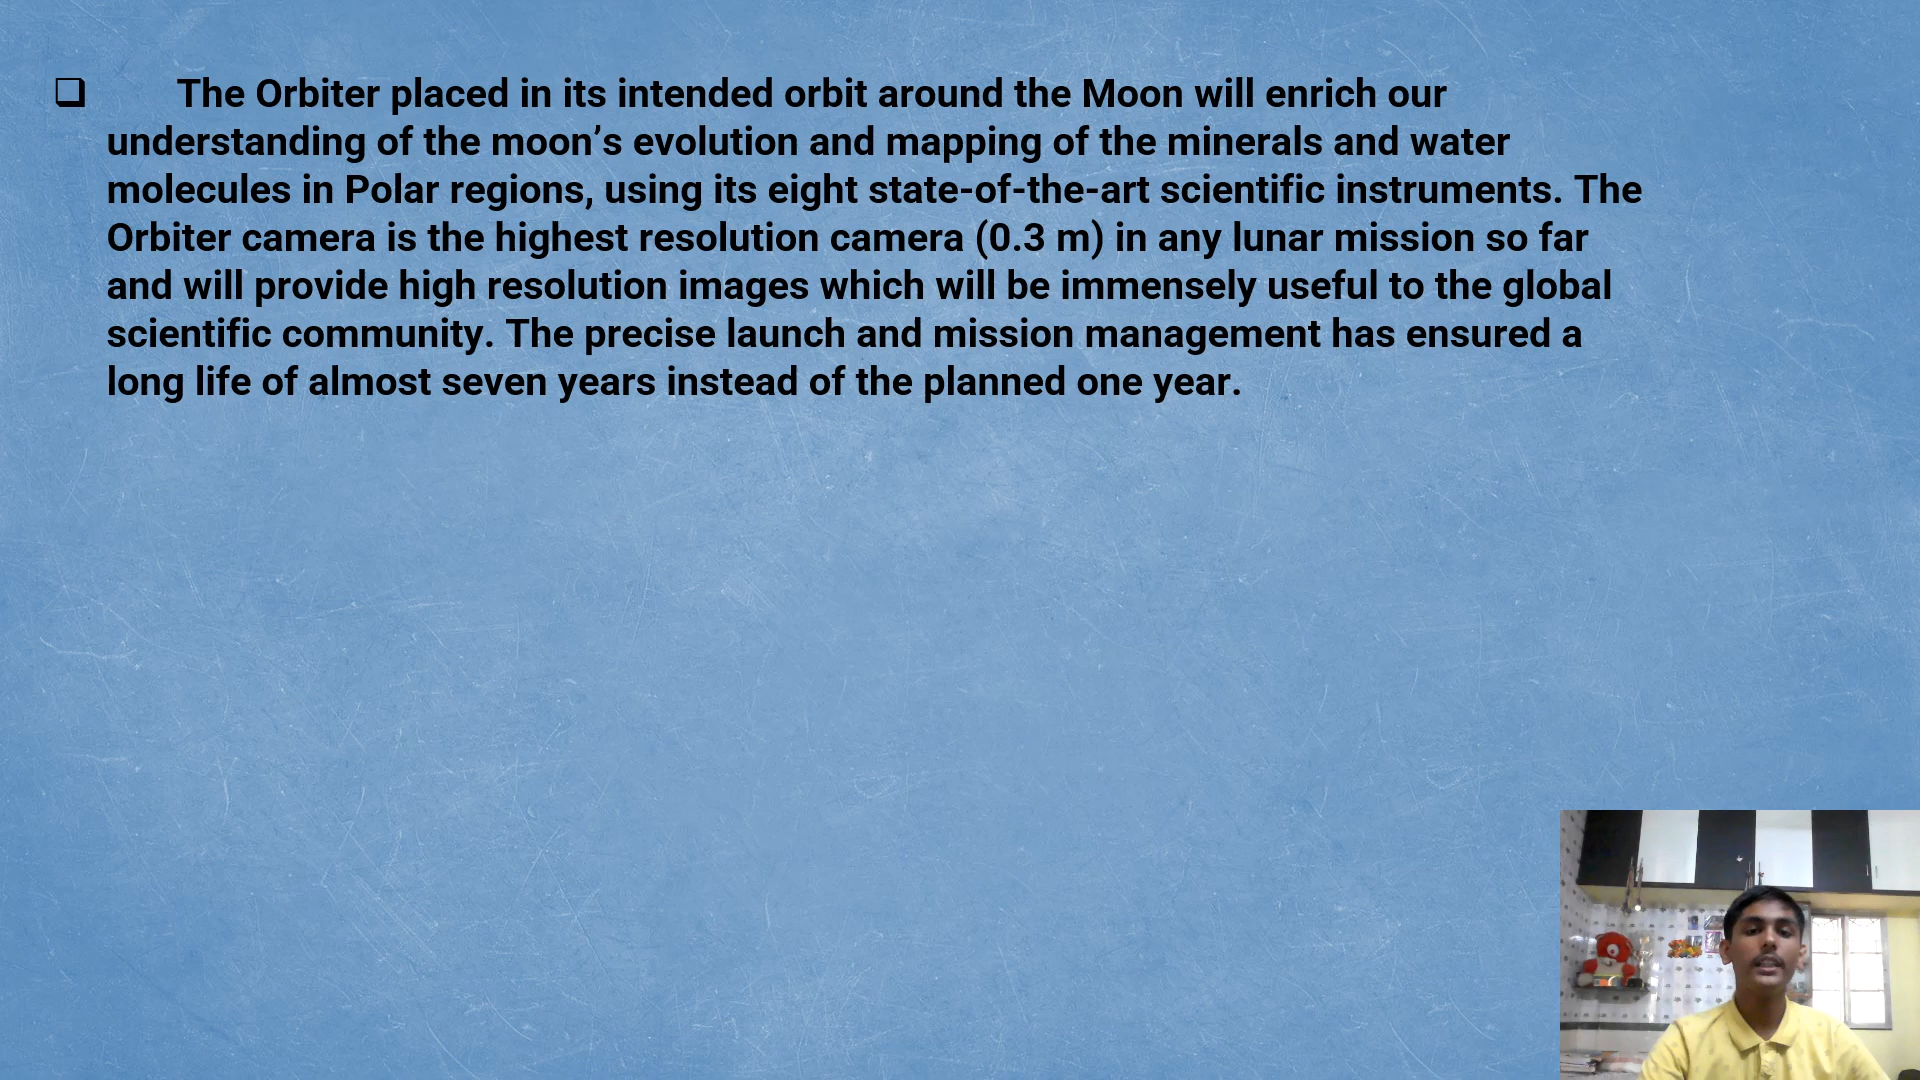 ❑ The Orbiter placed in its intended orbit around the Moon will enrich our
understanding of the moon’s evolution and mapping of the minerals and water
molecules in Polar regions, using its eight state-of-the-art scientific instruments. The
Orbiter camera is the highest resolution camera (0.3 m) in any lunar mission so far
and will provide high resolution images which will be immensely useful to the global
scientific community. The precise launch and mission management has ensured a
long life of almost seven years instead of the planned one year.